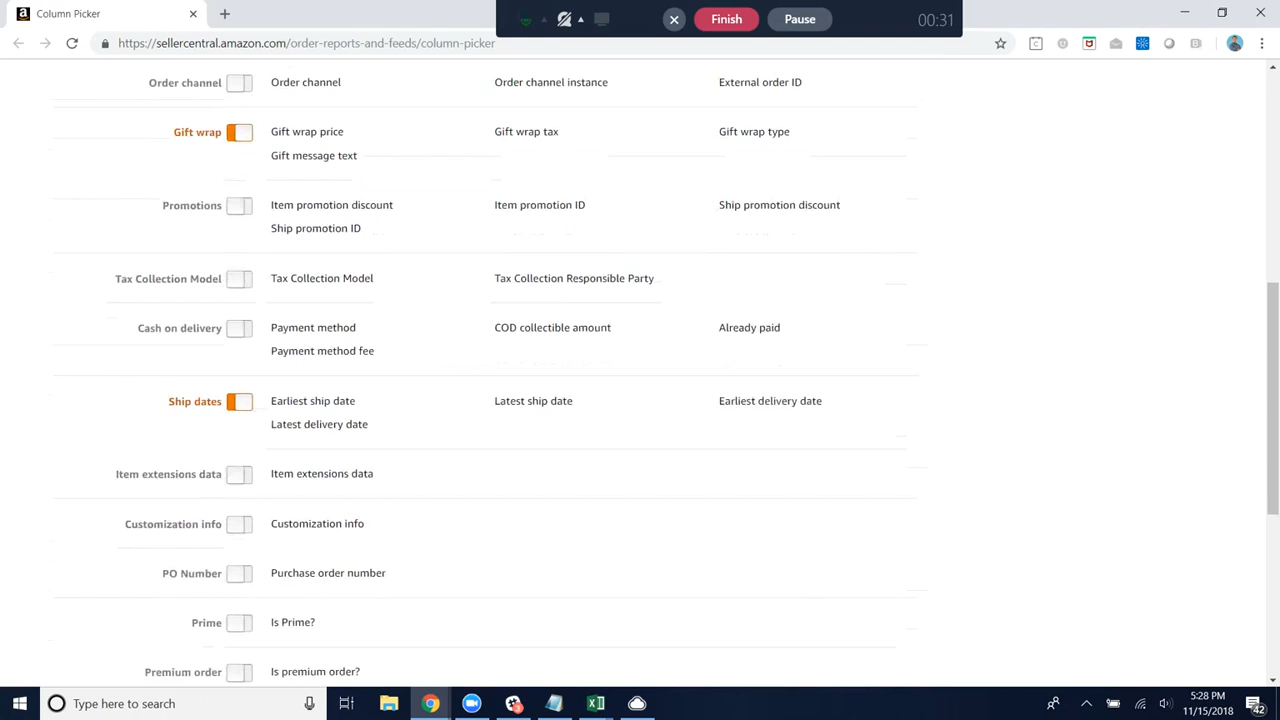 Column Picker
Finish
Pause
00:31
https://sellercentral.amazon.com/order-reports-and-feeds/column-picker
Order channel Order channel Order channel instance External order ID
Gift wrap Gift wrap price Gift wrap tax Gift wrap type
Gift message text
Promotions Item promotion discount Item promotion ID Ship promotion discount
Ship promotion ID
Tax Collection Model Tax Collection Model Tax Collection Responsible Party
Cash on delivery Payment method COD collectible amount Already paid
Payment method fee
Ship dates Earliest ship date Latest ship date Earliest delivery date
Latest delivery date
Item extensions data Item extensions data
Customization info Customization info
PO Number Purchase order number
Prime Is Prime?
Premium order Is premium order?
Type here to search
5:28 PM
11/15/2018
42